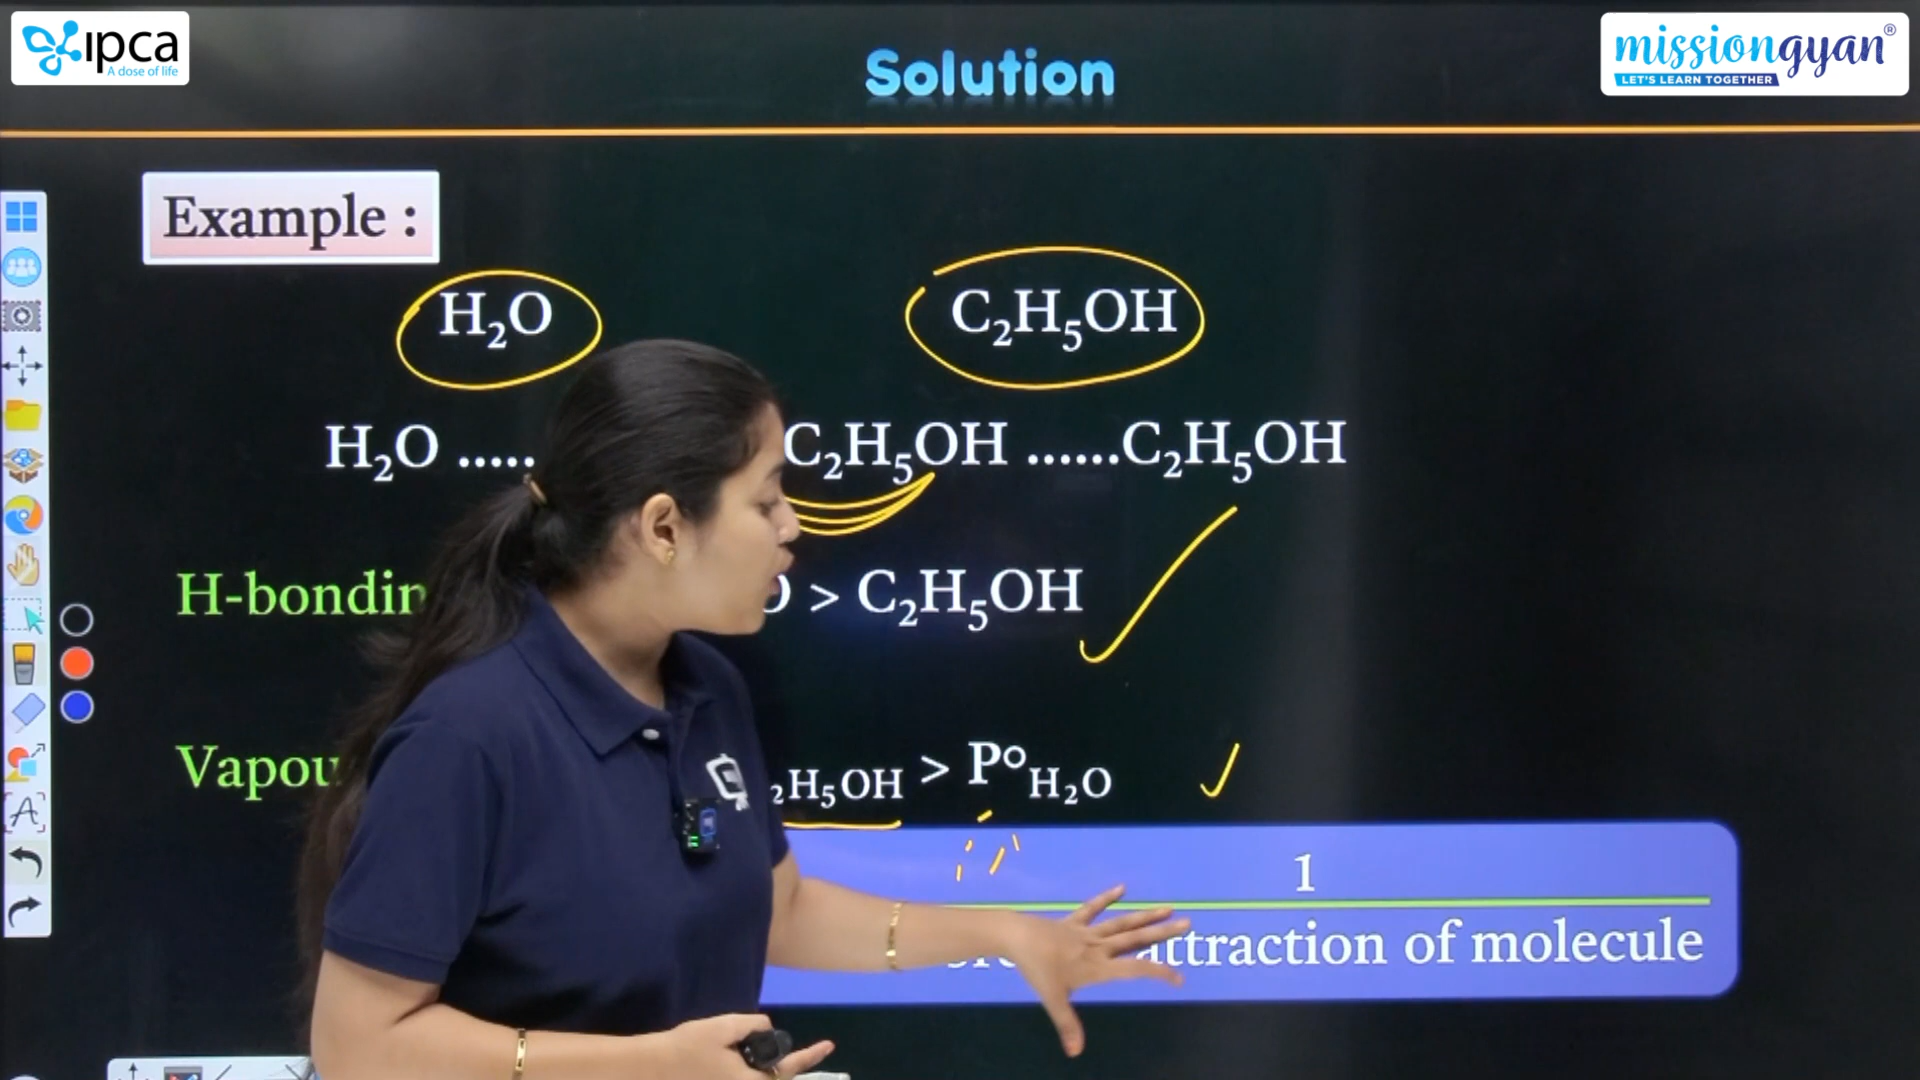 ipca
A dose of life
Solution
missiongyan®
LET'S LEARN TOGETHER
Example :
H₂O
C₂H₅OH
H₂O ..... C₂H₅OH ......C₂H₅OH
H-bondin > C₂H₅OH
Vapou ₂H₅OH > P°H₂O
1
attraction of molecule